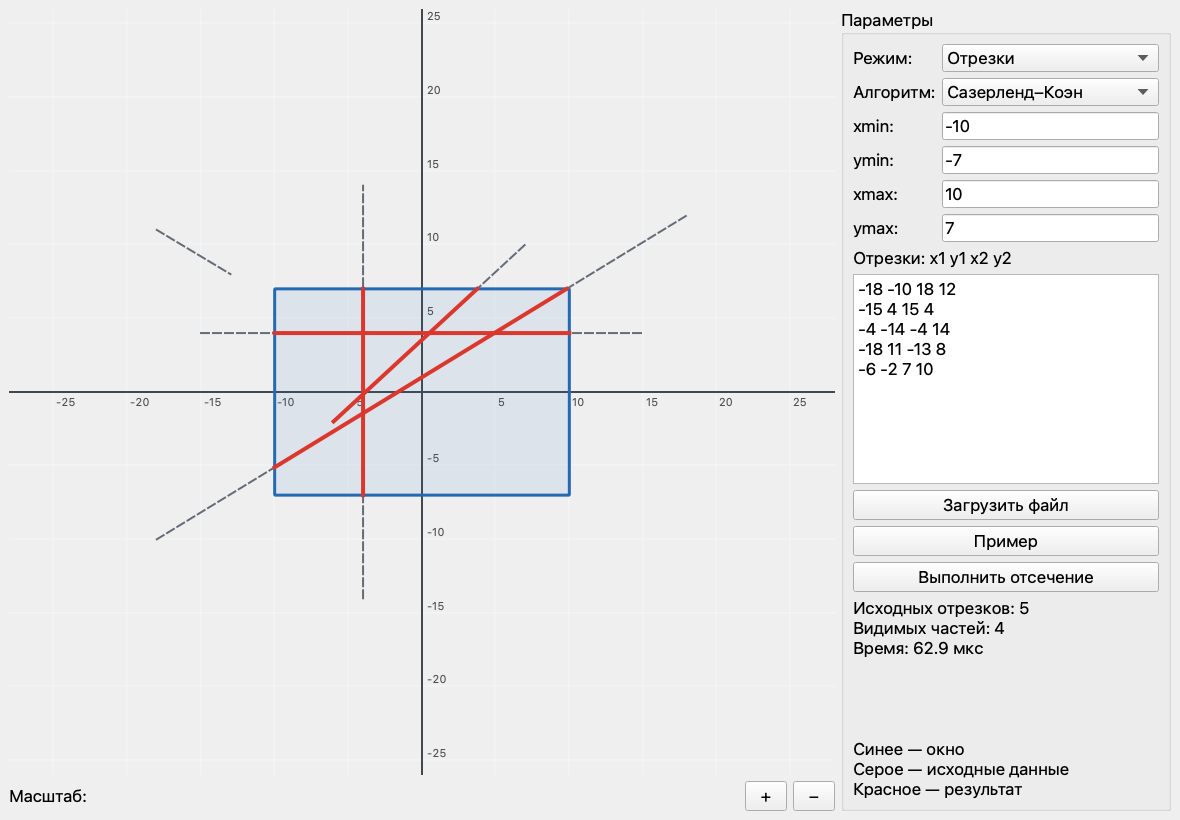 25
20
15
10
5
-25
-20
-15
-10
5
10
15
20
25
-5
-10
-15
-20
-25
Масштаб:
+
−
Параметры
Режим: Отрезки
Алгоритм: Сазерленд–Коэн
xmin: -10
ymin: -7
xmax: 10
ymax: 7
Отрезки: x1 y1 x2 y2
-18 -10 18 12
-15 4 15 4
-4 -14 -4 14
-18 11 -13 8
-6 -2 7 10
Загрузить файл
Пример
Выполнить отсечение
Исходных отрезков: 5
Видимых частей: 4
Время: 62.9 мкс
Синее — окно
Серое — исходные данные
Красное — результат